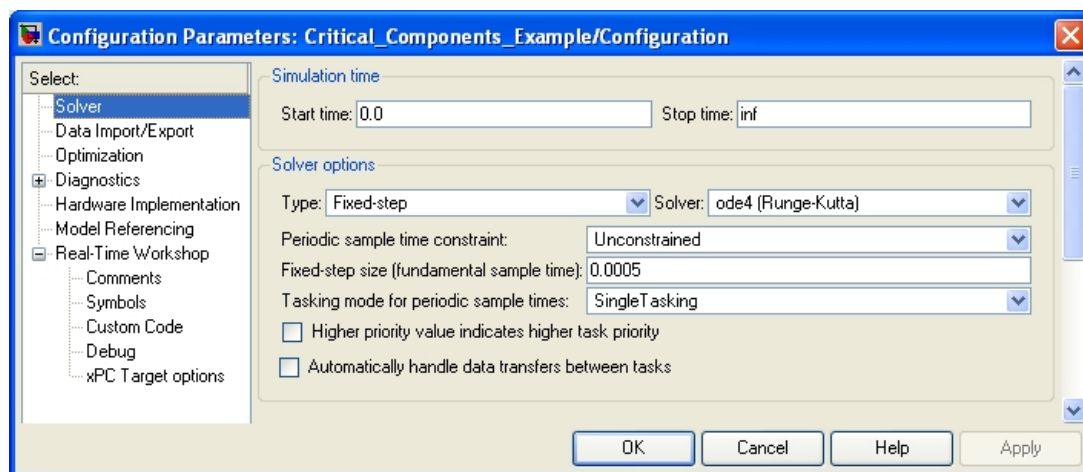 Configuration Parameters: Critical_Components_Example/Configuration
Select:
Solver
Data Import/Export
Optimization
Diagnostics
Hardware Implementation
Model Referencing
Real-Time Workshop
Comments
Symbols
Custom Code
Debug
xPC Target options
Simulation time
Start time: 0.0 Stop time: inf
Solver options
Type: Fixed-step Solver: ode4 (Runge-Kutta)
Periodic sample time constraint: Unconstrained
Fixed-step size (fundamental sample time): 0.0005
Tasking mode for periodic sample times: SingleTasking
Higher priority value indicates higher task priority
Automatically handle data transfers between tasks
OK Cancel Help Apply